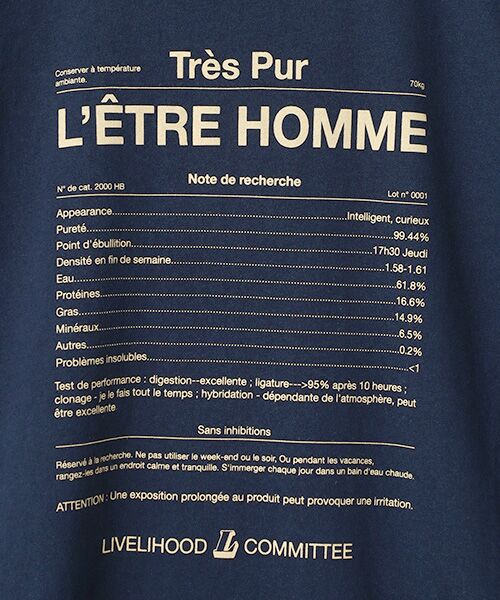 Conserver à température
ambiante.
Très Pur
70kg
L'ÊTRE HOMME
Note de recherche
N° de cat. 2000 HB
Lot n° 0001
Appearance......Intelligent, curieux
Pureté......99.44%
Point d'ébullition......17h30 Jeudi
Densité en fin de semaine......1.58-1.61
Eau......61.8%
Protéines......16.6%
Gras......14.9%
Minéraux......6.5%
Autres......0.2%
Problèmes insolubles......<1
Test de performance : digestion--excellente ; ligature--->95% après 10 heures ;
clonage - je le fais tout le temps ; hybridation - dépendante de l'atmosphère, peut
être excellente
Sans inhibitions
Réservé à la recherche. Ne pas utiliser le week-end ou le soir, Ou pendant les vacances,
rangez-les dans un endroit calme et tranquille. S'immerger chaque jour dans un bain d'eau chaude.
ATTENTION : Une exposition prolongée au produit peut provoquer une irritation.
LIVELIHOOD L COMMITTEE